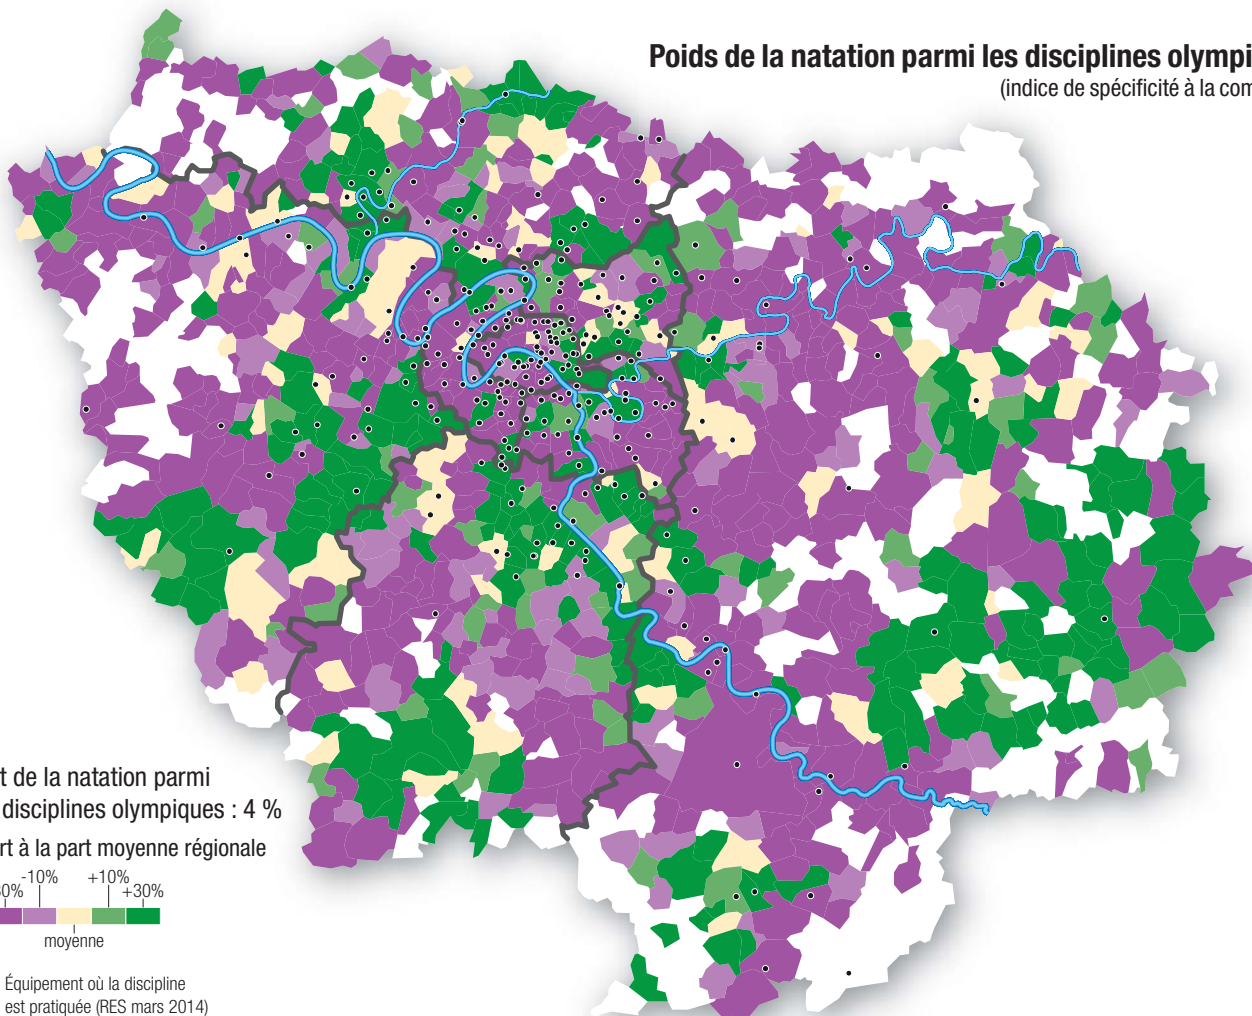 Poids de la natation parmi les disciplines olympi
(indice de spécificité à la com
t de la natation parmi
disciplines olympiques : 4 %
rt à la part moyenne régionale
-10% +10%
30% +30%
moyenne
Équipement où la discipline
est pratiquée (RES mars 2014)